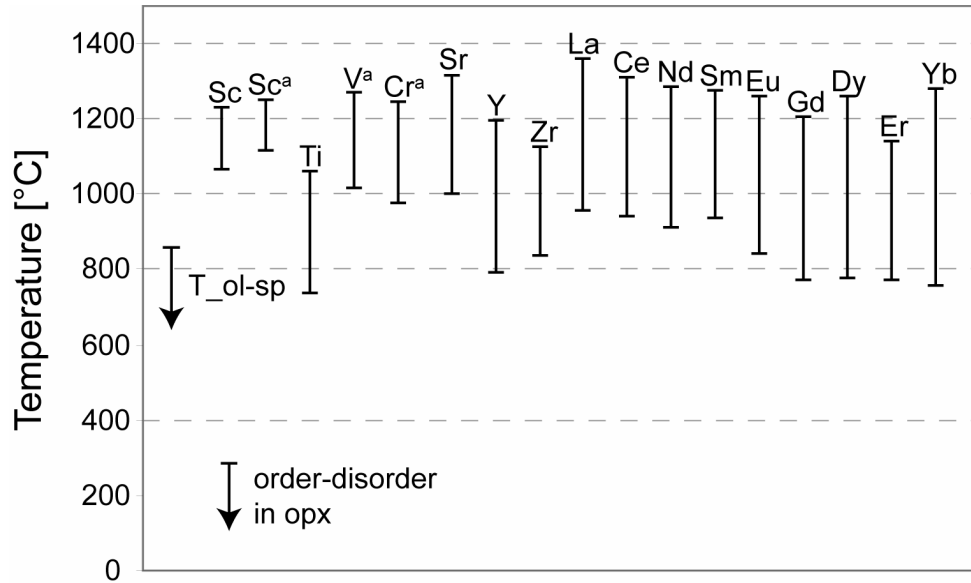 Temperature [°C]
1400
1200
1000
800
600
400
200
0
Sc
Scᵃ
Ti
Vᵃ
Crᵃ
Sr
Y
Zr
La
Ce
Nd
Sm
Eu
Gd
Dy
Er
Yb
T_ol-sp
order-disorder
in opx